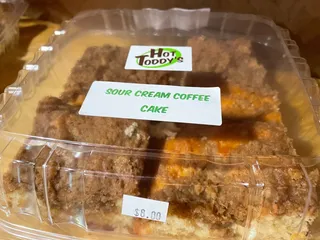 HOT
TODDY'S
SOUR CREAM COFFEE
CAKE
$8.00